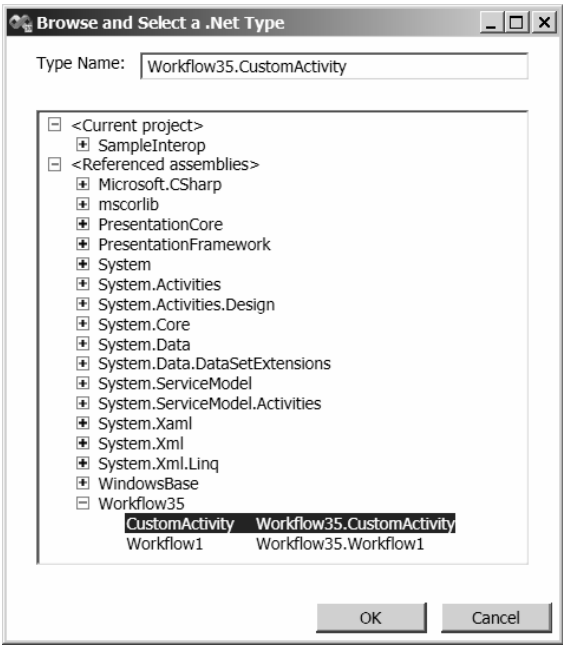 Browse and Select a .Net Type
Type Name: Workflow35.CustomActivity
<Current project>
SampleInterop
<Referenced assemblies>
Microsoft.CSharp
mscorlib
PresentationCore
PresentationFramework
System
System.Activities
System.Activities.Design
System.Core
System.Data
System.Data.DataSetExtensions
System.ServiceModel
System.ServiceModel.Activities
System.Xaml
System.Xml
System.Xml.Linq
WindowsBase
Workflow35
CustomActivity Workflow35.CustomActivity
Workflow1 Workflow35.Workflow1
OK Cancel